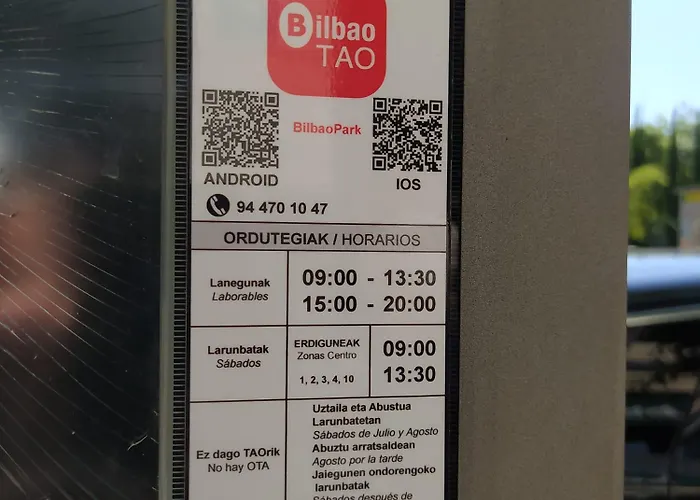 Bilbao
TAO
BilbaoPark
ANDROID
IOS
94 470 10 47
ORDUTEGIAK / HORARIOS
Lanegunak
Laborables
09:00 - 13:30
15:00 - 20:00
Larunbatak
Sábados
ERDIGUNEAK
Zonas Centro
1, 2, 3, 4, 10
09:00
13:30
Ez dago TAOrik
No hay OTA
Uztaila eta Abustua
Larunbatetan
Sábados de Julio y Agosto
Abuztu arratsaldean
Agosto por la tarde
Jaiegunen ondorengoko
larunbatak
Sábados después de